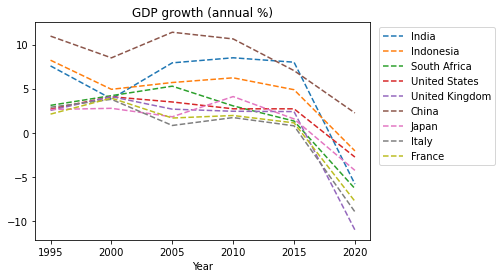 GDP growth (annual %)
10
5
0
−5
−10
1995 2000 2005 2010 2015 2020
Year
India
Indonesia
South Africa
United States
United Kingdom
China
Japan
Italy
France